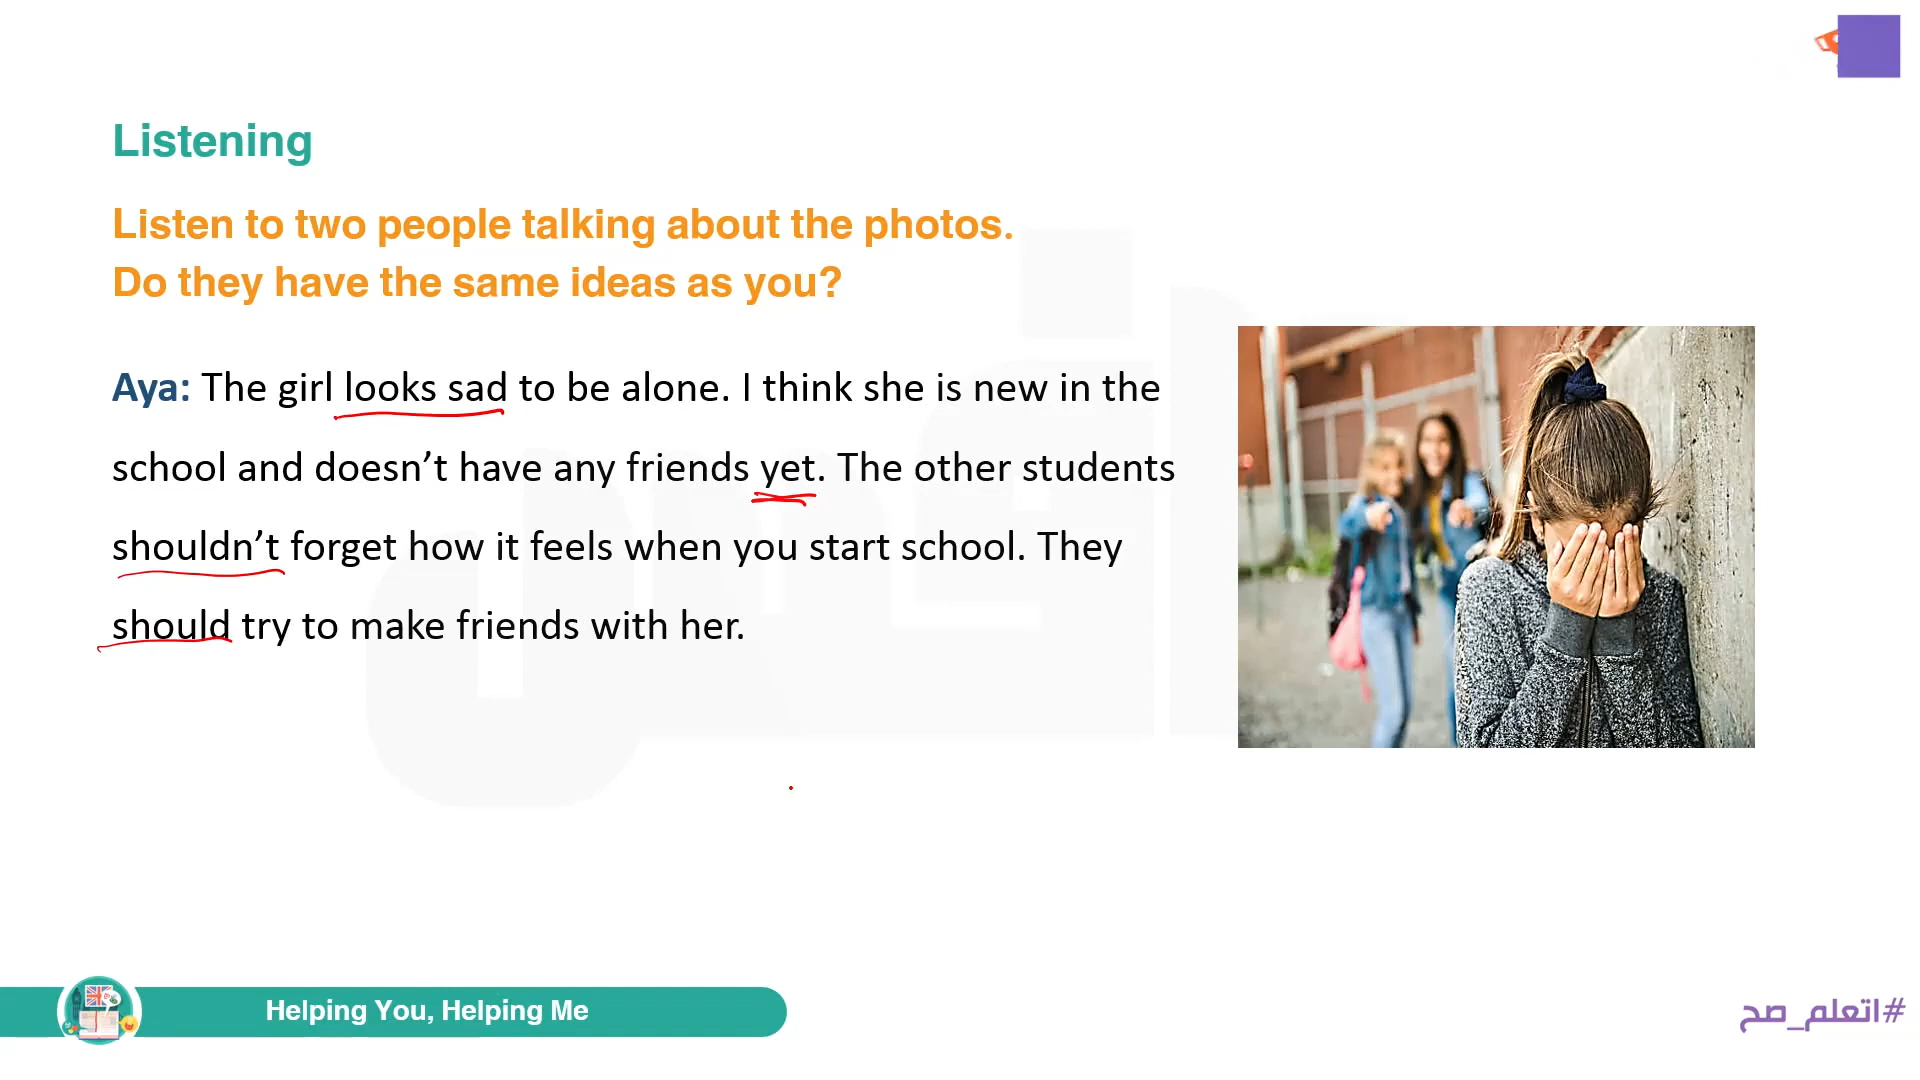 Listening
Listen to two people talking about the photos.
Do they have the same ideas as you?
Aya: The girl looks sad to be alone. I think she is new in the
school and doesn’t have any friends yet. The other students
shouldn’t forget how it feels when you start school. They
should try to make friends with her.
Helping You, Helping Me
#اتعلم_صح